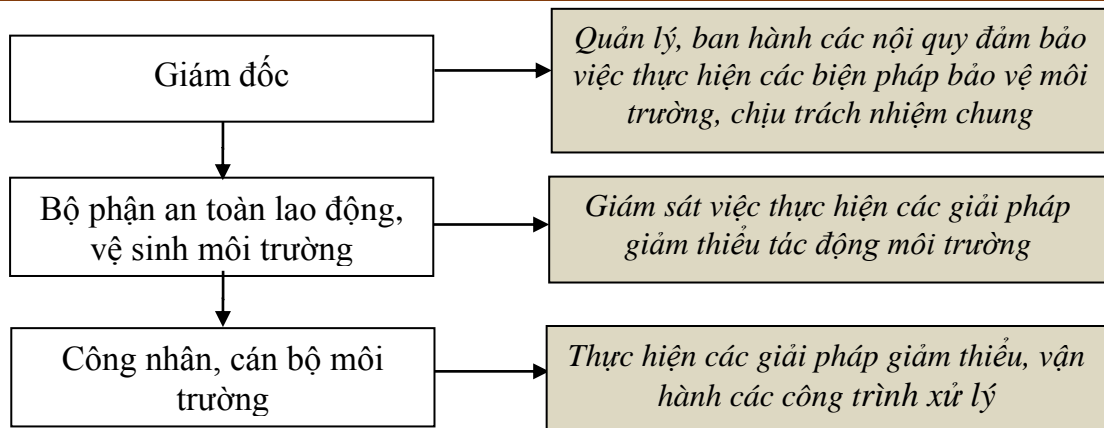 Giám đốc
Quản lý, ban hành các nội quy đảm bảo
việc thực hiện các biện pháp bảo vệ môi
trường, chịu trách nhiệm chung
Bộ phận an toàn lao động,
vệ sinh môi trường
Giám sát việc thực hiện các giải pháp
giảm thiểu tác động môi trường
Công nhân, cán bộ môi
trường
Thực hiện các giải pháp giảm thiểu, vận
hành các công trình xử lý